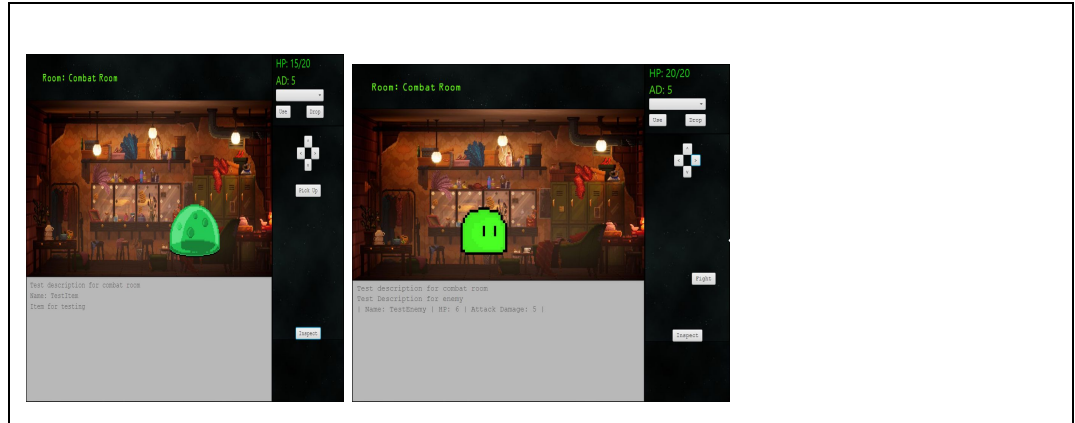 Room: Combat Room
HP: 15/20
AD: 5
Use
Drop
Pick Up
Test description for combat room
Name: TestItem
Item for testing
Inspect
Room: Combat Room
HP: 20/20
AD: 5
Use
Drop
<
>
Fight
Test description for combat room
Test Description for enemy
| Name: TestEnemy | HP: 6 | Attack Damage: 5 |
Inspect